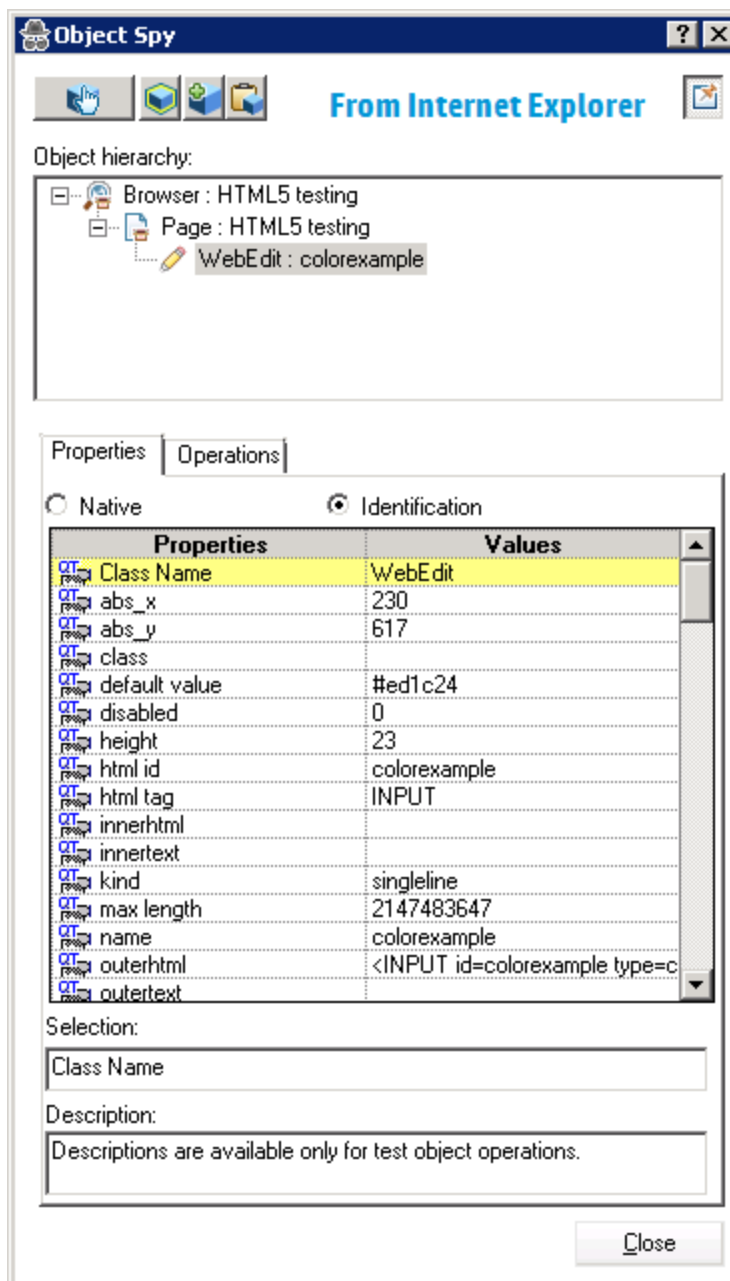 Object Spy
From Internet Explorer
Object hierarchy:
Browser : HTML5 testing
Page : HTML5 testing
WebEdit : colorexample
Properties Operations
Native Identification
Properties Values
Class Name WebEdit
abs_x 230
abs_y 617
class
default value #ed1c24
disabled 0
height 23
html id colorexample
html tag INPUT
innerhtml
innertext
kind singleline
max length 2147483647
name colorexample
outerhtml <INPUT id=colorexample type=c
outertext
Selection:
Class Name
Description:
Descriptions are available only for test object operations.
Close